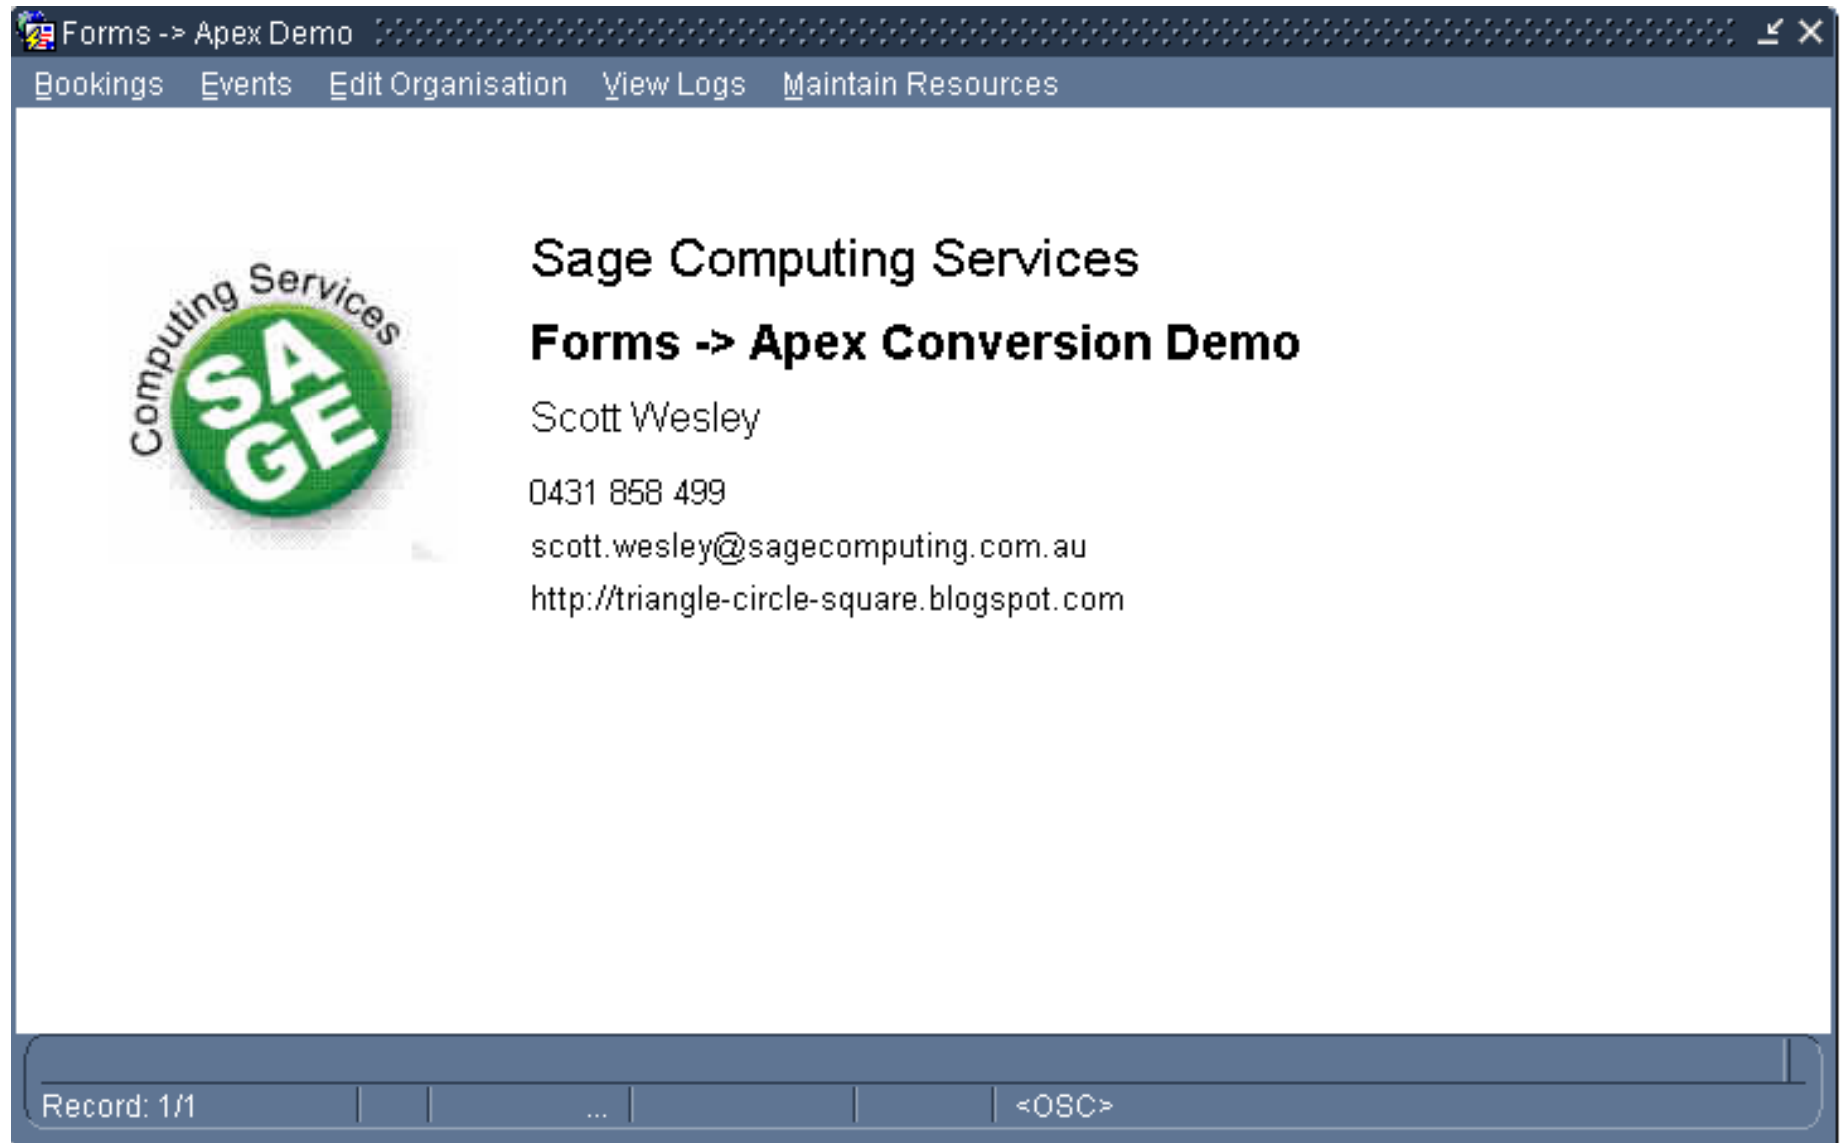 Forms -> Apex Demo
Bookings Events Edit Organisation View Logs Maintain Resources
Computing Services
SAGE
Sage Computing Services
Forms -> Apex Conversion Demo
Scott Wesley
0431 858 499
scott.wesley@sagecomputing.com.au
http://triangle-circle-square.blogspot.com
Record: 1/1 ... <OSC>